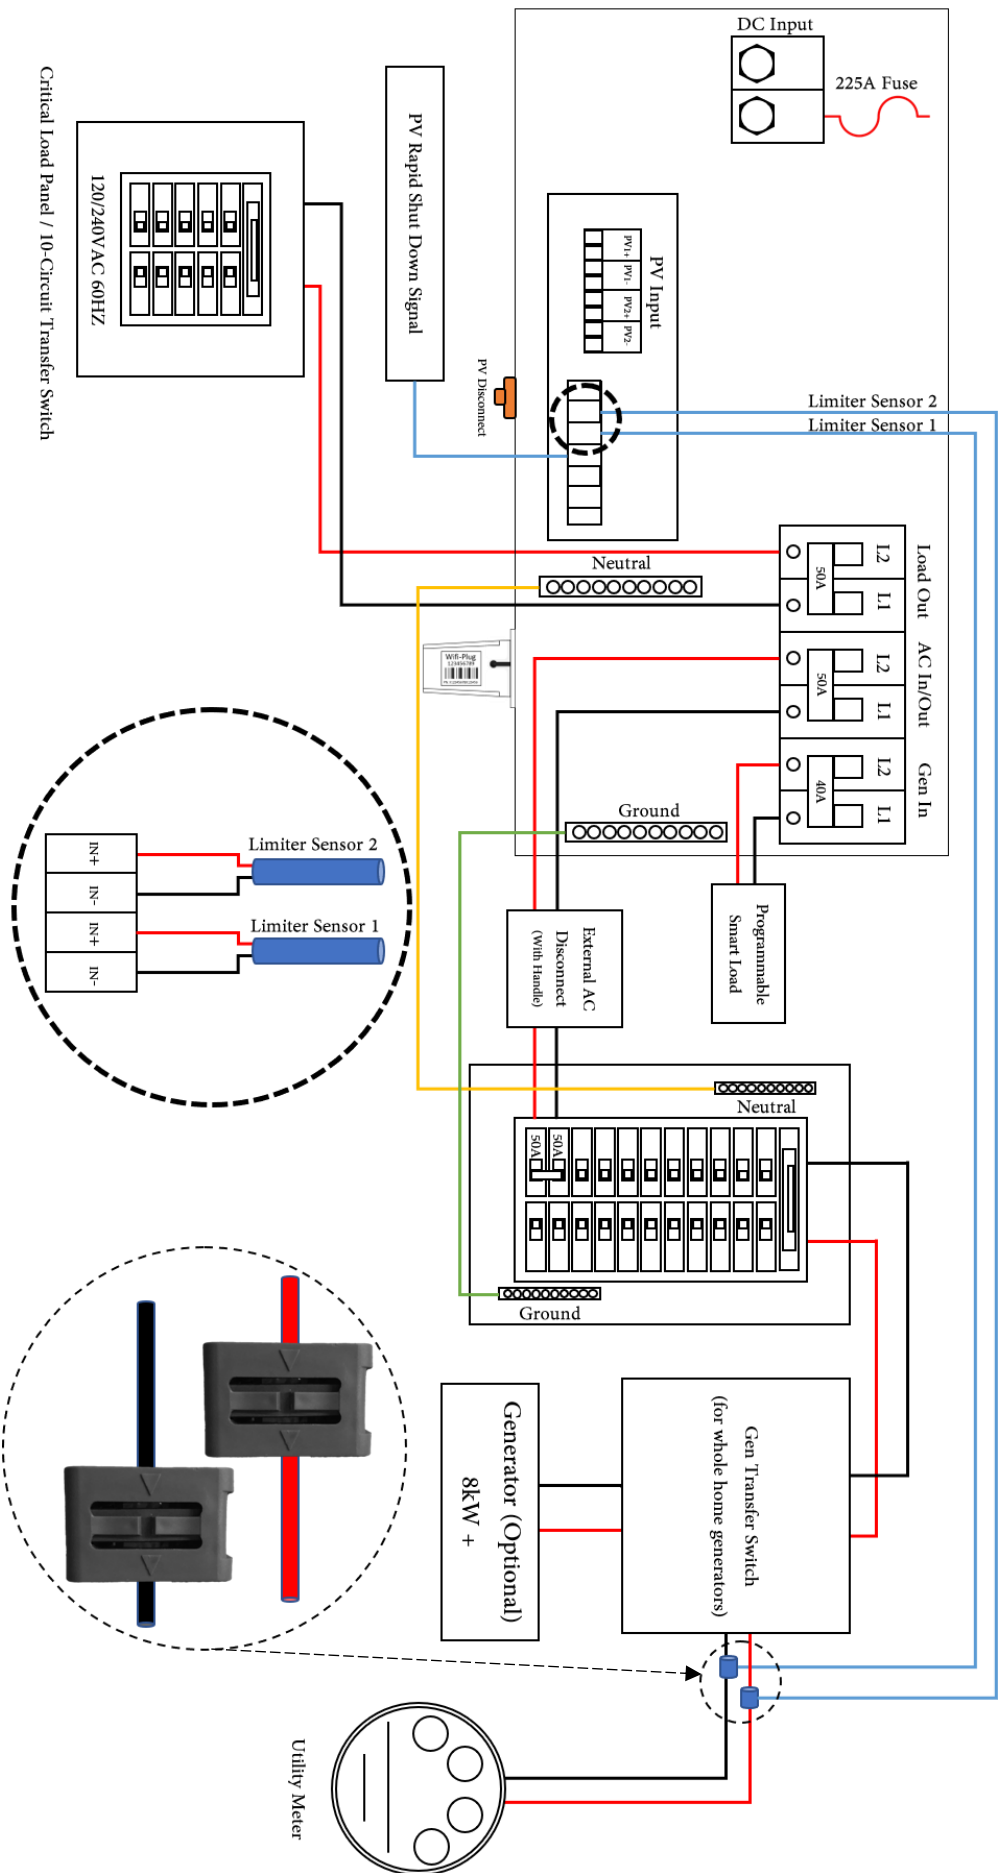 DC Input
225A Fuse
PV Rapid Shut Down Signal
120/240VAC 60HZ
Critical Load Panel / 10-Circuit Transfer Switch
PV Input
PV1+
PV1-
PV2+
PV2-
PV Disconnect
Limiter Sensor 2
Limiter Sensor 1
Neutral
Load Out
L2
L1
50A
AC In/Out
L2
L1
50A
Gen In
L2
L1
40A
Wifi-Plug
Ground
Limiter Sensor 2
Limiter Sensor 1
IN+
IN-
IN+
IN-
External AC
Disconnect
(With Handle)
Programmable
Smart Load
Neutral
50A
50A
Ground
Generator (Optional)
8kW +
Gen Transfer Switch
(for whole home generators)
Utility Meter